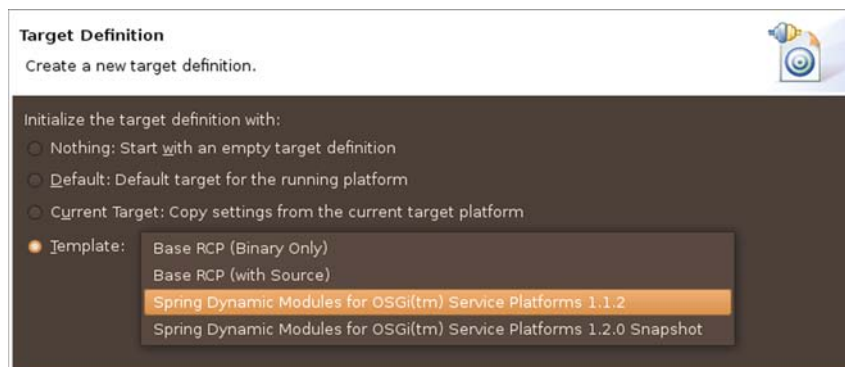 Target Definition
Create a new target definition.
Initialize the target definition with:
Nothing: Start with an empty target definition
Default: Default target for the running platform
Current Target: Copy settings from the current target platform
Template:
Base RCP (Binary Only)
Base RCP (with Source)
Spring Dynamic Modules for OSGi(tm) Service Platforms 1.1.2
Spring Dynamic Modules for OSGi(tm) Service Platforms 1.2.0 Snapshot